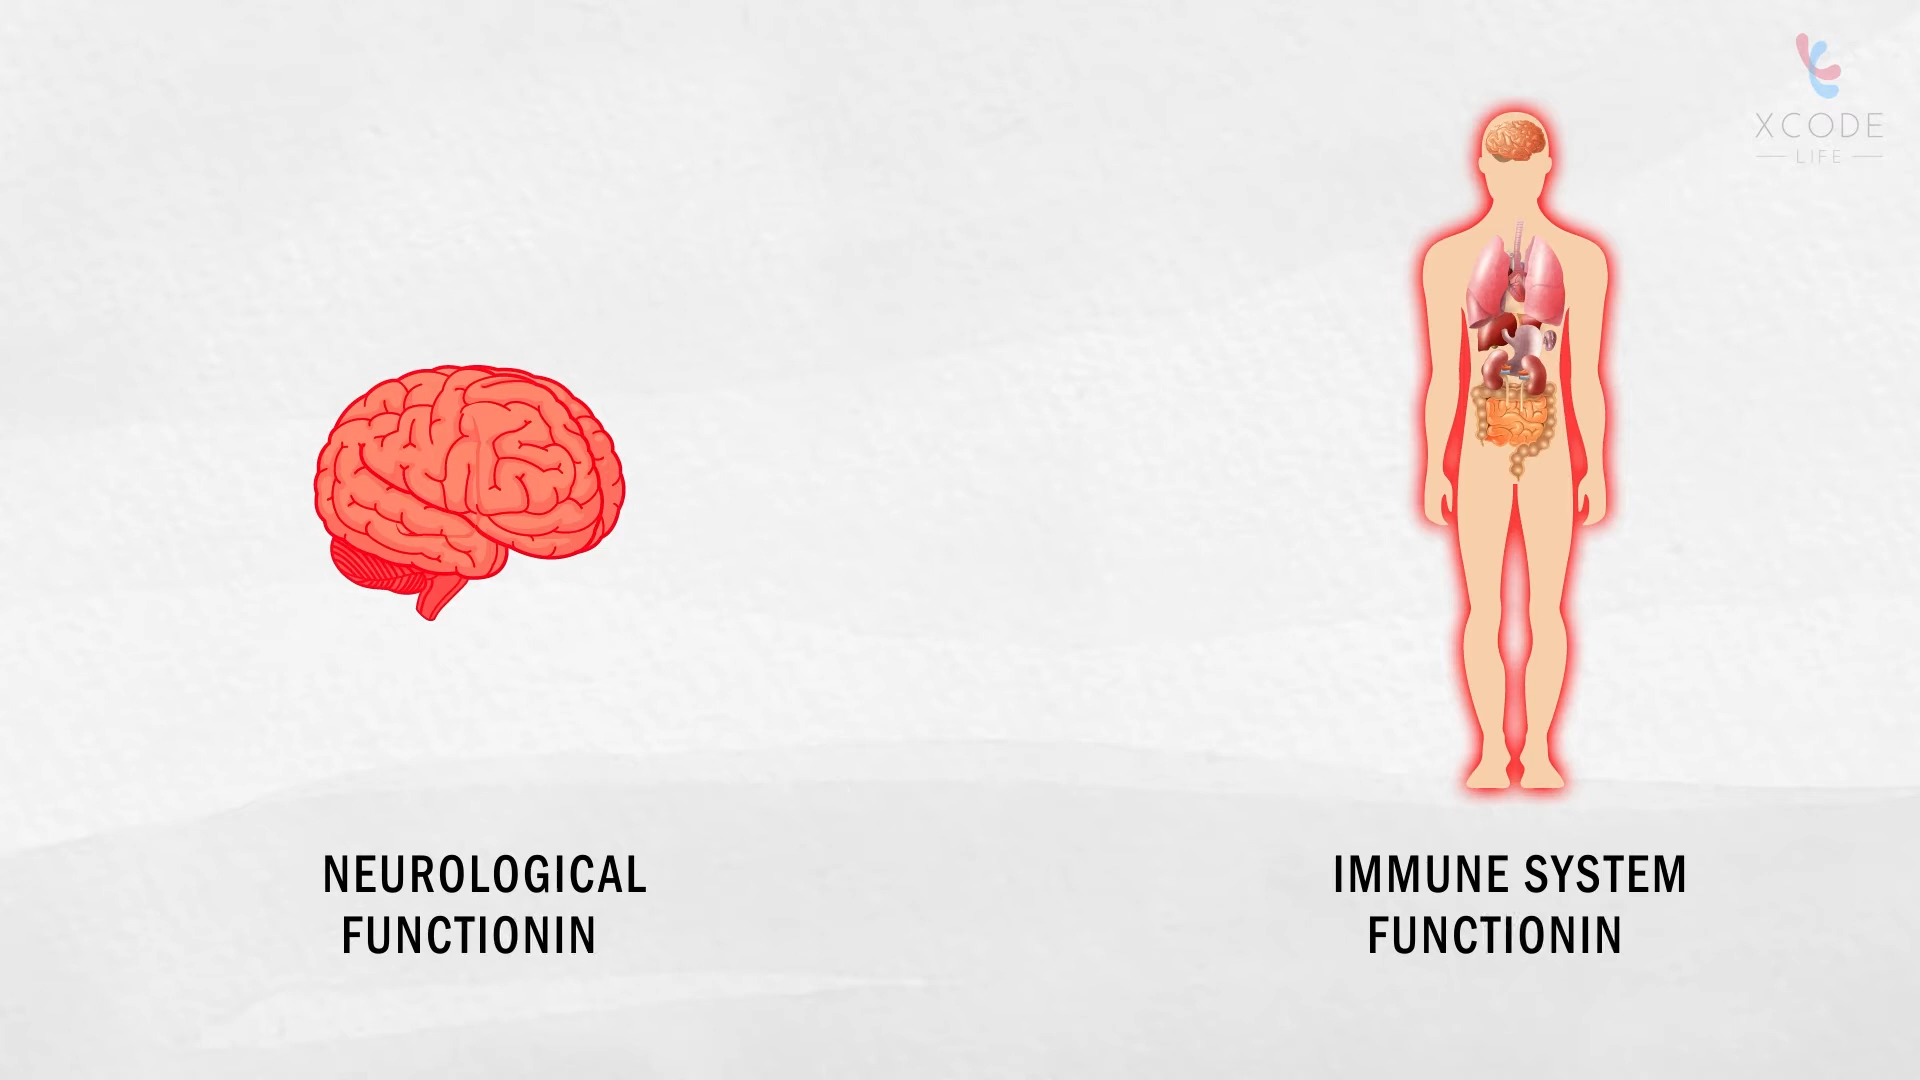 XCODE
LIFE
NEUROLOGICAL
FUNCTIONIN
IMMUNE SYSTEM
FUNCTIONIN